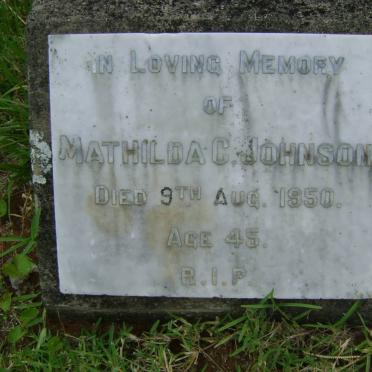 In Loving Memory
of
Mathilda C. Johnson
Died 9th Aug. 1950.
Age 45.
R.I.P.